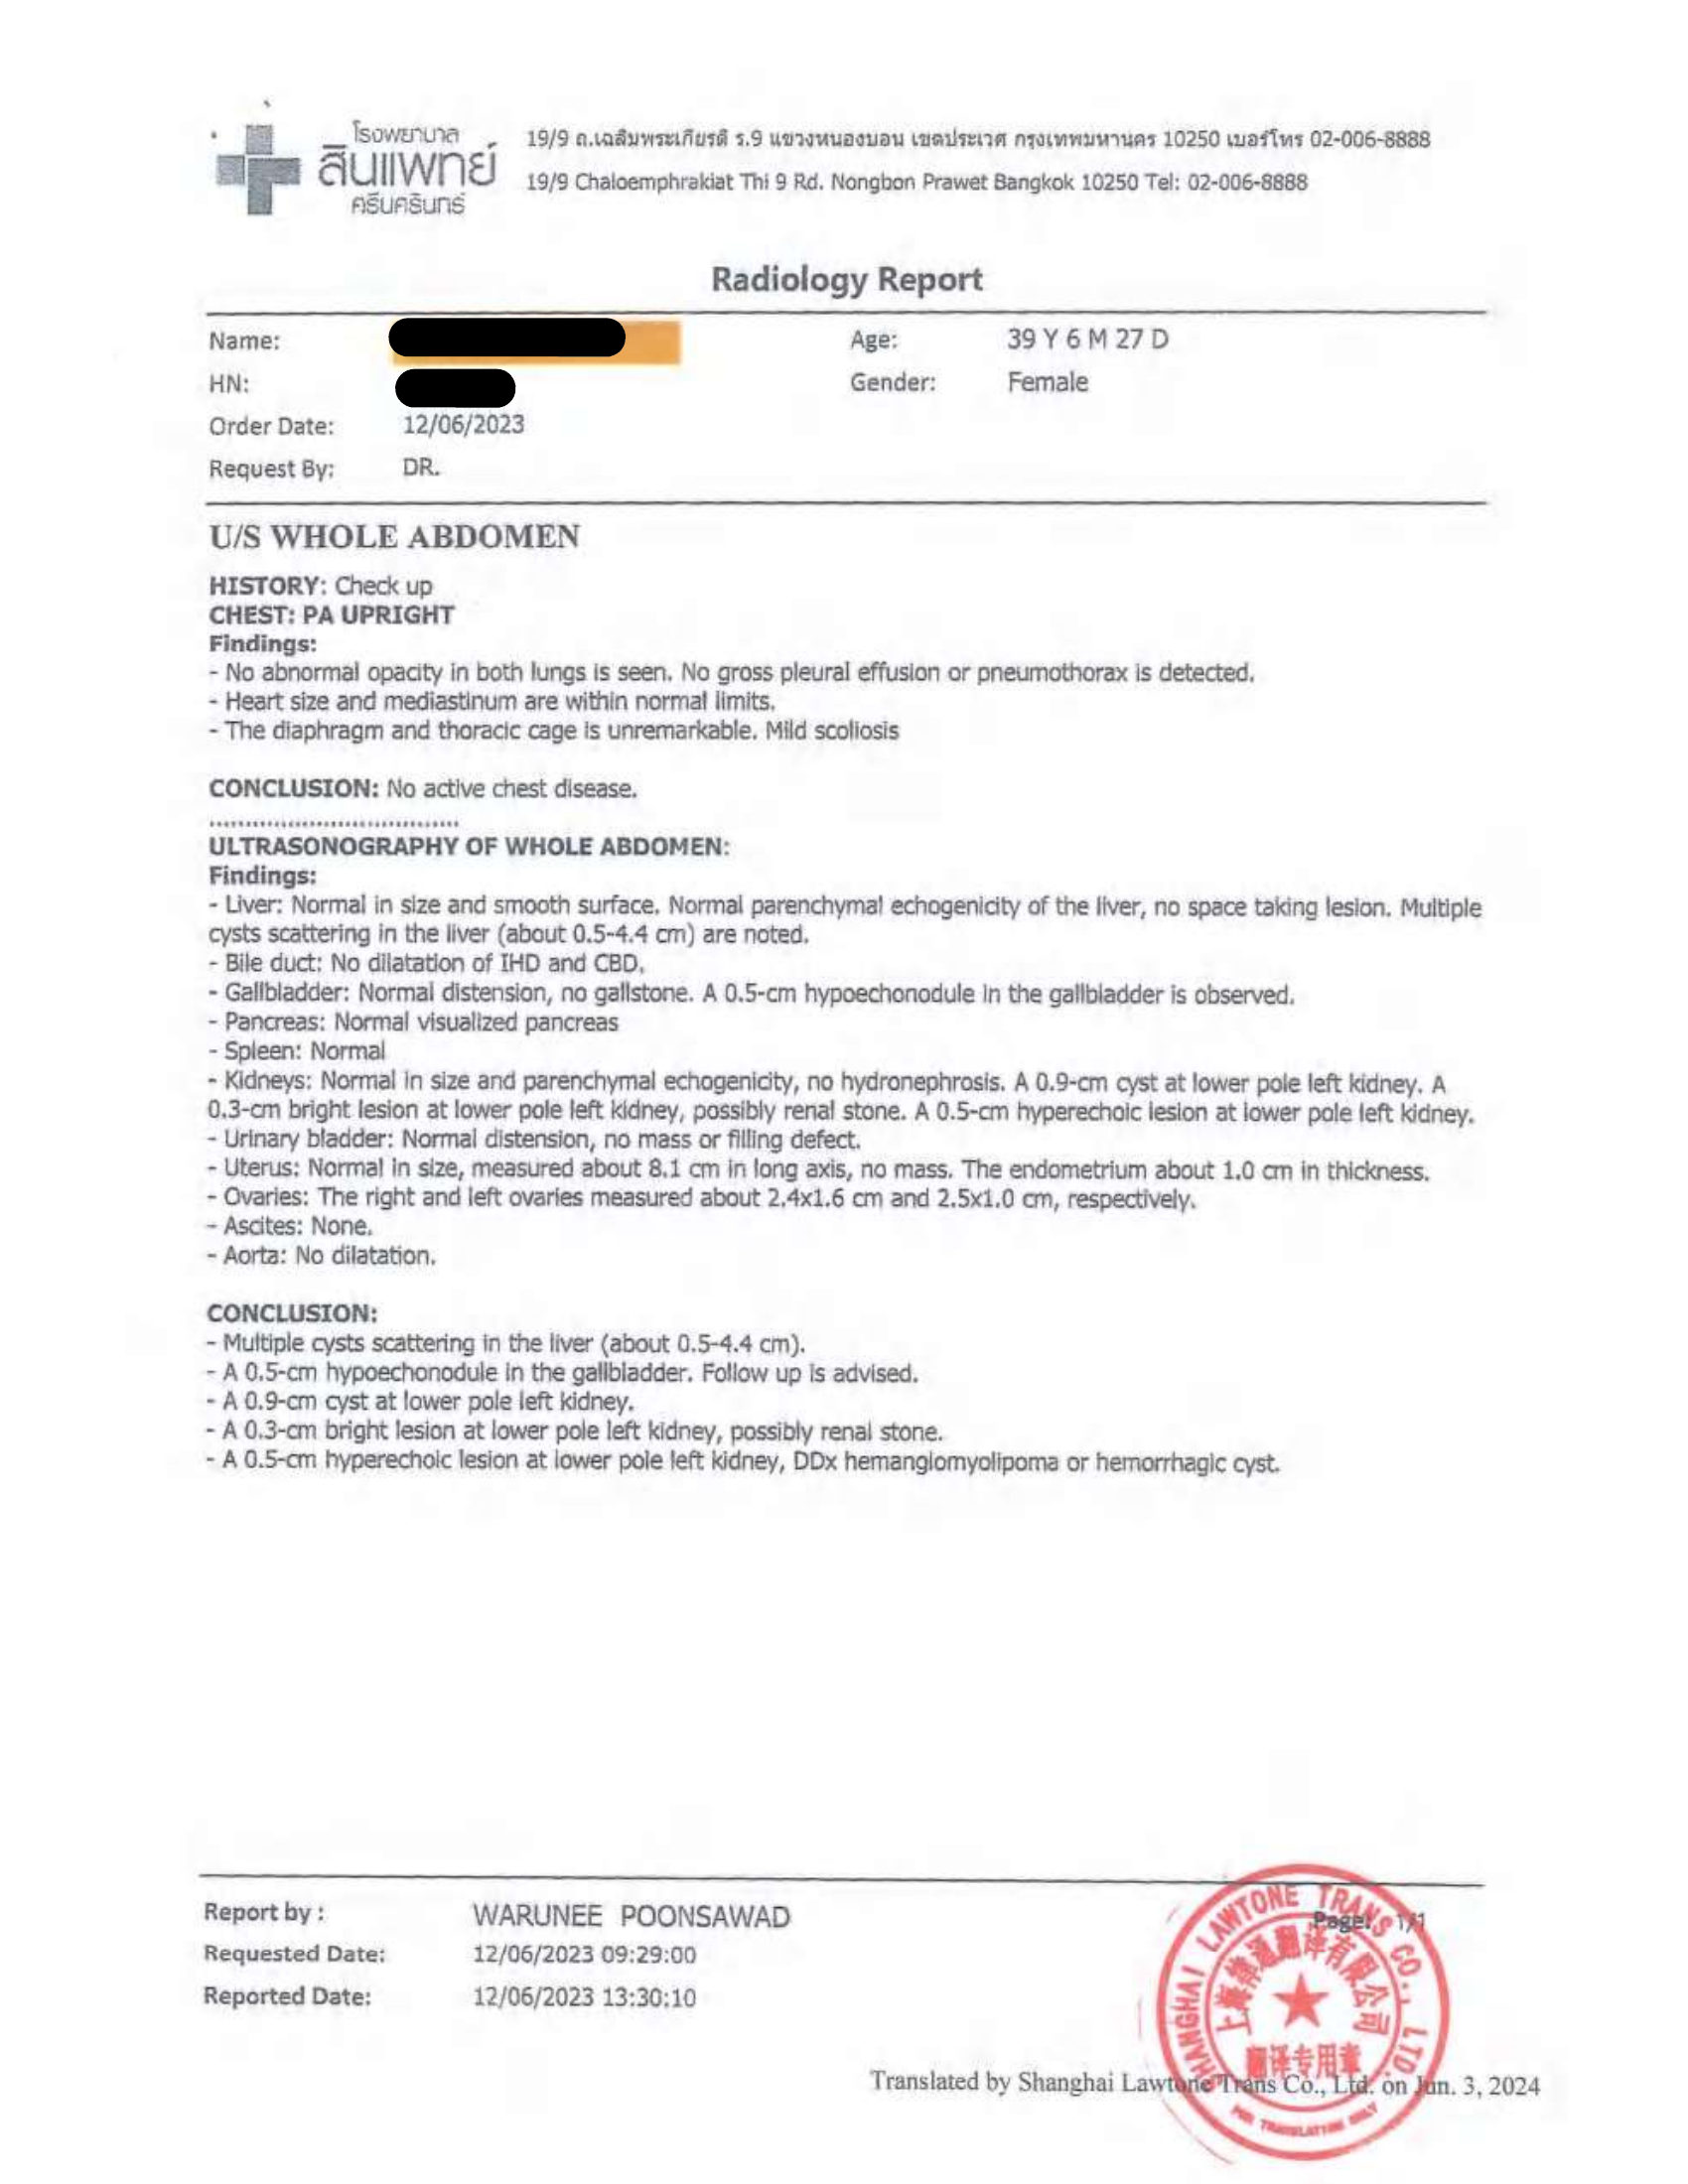 โรงพยาบาล
สินแพทย์
ศรีนครินทร์
19/9 ถ.เฉลิมพระเกียรติ ร.9 แขวงหนองบอน เขตประเวศ กรุงเทพมหานคร 10250 เบอร์โทร 02-006-8888
19/9 Chaloemphrakiat Thi 9 Rd. Nongbon Prawet Bangkok 10250 Tel: 02-006-8888
Radiology Report
Name:
Age: 39 Y 6 M 27 D
HN:
Gender: Female
Order Date: 12/06/2023
Request By: DR.
U/S WHOLE ABDOMEN
HISTORY: Check up
CHEST: PA UPRIGHT
Findings:
- No abnormal opacity in both lungs is seen. No gross pleural effusion or pneumothorax is detected.
- Heart size and mediastinum are within normal limits.
- The diaphragm and thoracic cage is unremarkable. Mild scoliosis
CONCLUSION: No active chest disease.
..................................
ULTRASONOGRAPHY OF WHOLE ABDOMEN:
Findings:
- Liver: Normal in size and smooth surface. Normal parenchymal echogenicity of the liver, no space taking lesion. Multiple
cysts scattering in the liver (about 0.5-4.4 cm) are noted.
- Bile duct: No dilatation of IHD and CBD.
- Gallbladder: Normal distension, no gallstone. A 0.5-cm hypoechonodule in the gallbladder is observed.
- Pancreas: Normal visualized pancreas
- Spleen: Normal
- Kidneys: Normal in size and parenchymal echogenicity, no hydronephrosis. A 0.9-cm cyst at lower pole left kidney. A
0.3-cm bright lesion at lower pole left kidney, possibly renal stone. A 0.5-cm hyperechoic lesion at lower pole left kidney.
- Urinary bladder: Normal distension, no mass or filling defect.
- Uterus: Normal in size, measured about 8.1 cm in long axis, no mass. The endometrium about 1.0 cm in thickness.
- Ovaries: The right and left ovaries measured about 2.4x1.6 cm and 2.5x1.0 cm, respectively.
- Ascites: None.
- Aorta: No dilatation.
CONCLUSION:
- Multiple cysts scattering in the liver (about 0.5-4.4 cm).
- A 0.5-cm hypoechonodule in the gallbladder. Follow up is advised.
- A 0.9-cm cyst at lower pole left kidney.
- A 0.3-cm bright lesion at lower pole left kidney, possibly renal stone.
- A 0.5-cm hyperechoic lesion at lower pole left kidney, DDx hemangiomyolipoma or hemorrhagic cyst.
Report by : WARUNEE POONSAWAD
Page: 1/1
Requested Date: 12/06/2023 09:29:00
Reported Date: 12/06/2023 13:30:10
SHANGHAI LAWTONE TRANS CO., LTD.
上海律通翻译有限公司
翻译专用章
FOR TRANSLATION ONLY
Translated by Shanghai Lawtone Trans Co., Ltd. on Jun. 3, 2024